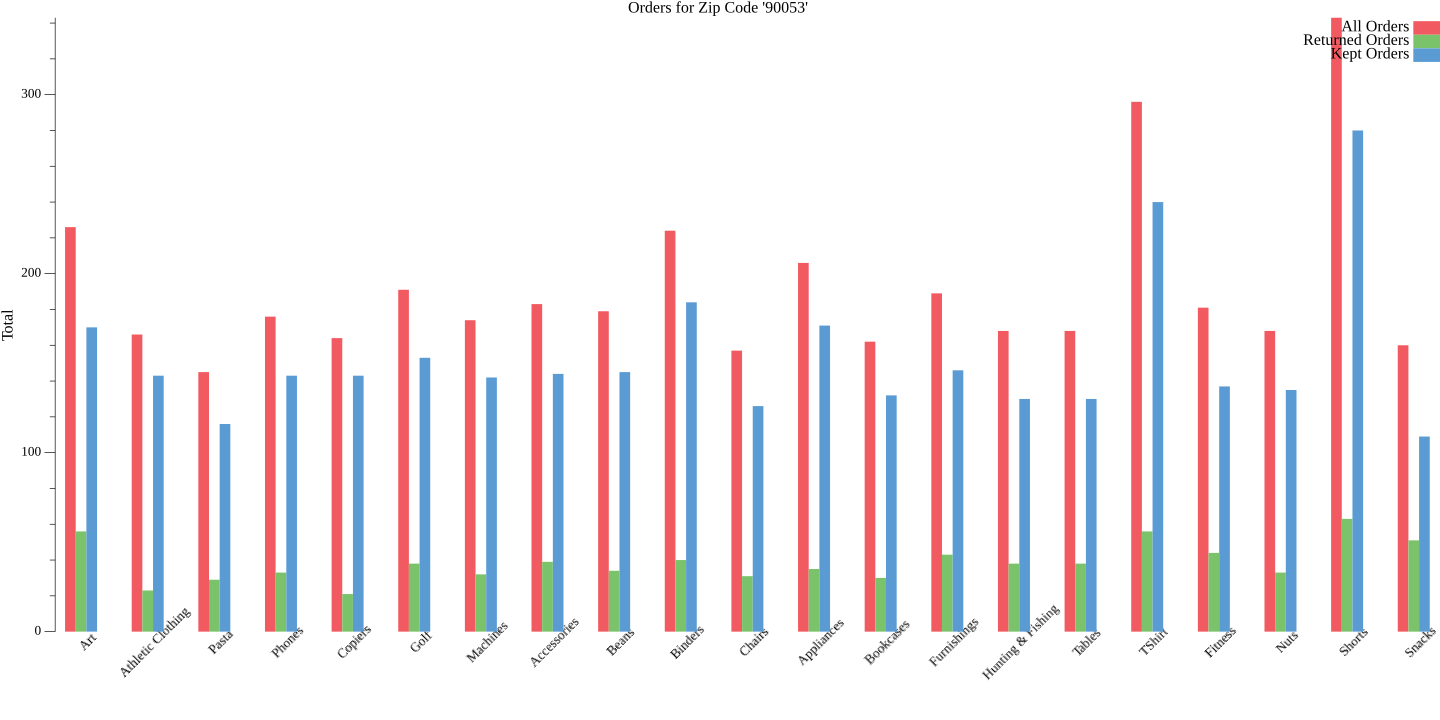 Orders for Zip Code '90053'
All Orders
Returned Orders
Kept Orders
Total
300
200
100
0
Art
Athletic Clothing
Pasta
Phones
Copiers
Golf
Machines
Accessories
Beans
Binders
Chairs
Appliances
Bookcases
Furnishings
Hunting & Fishing
Tables
TShirt
Fitness
Nuts
Shorts
Snacks